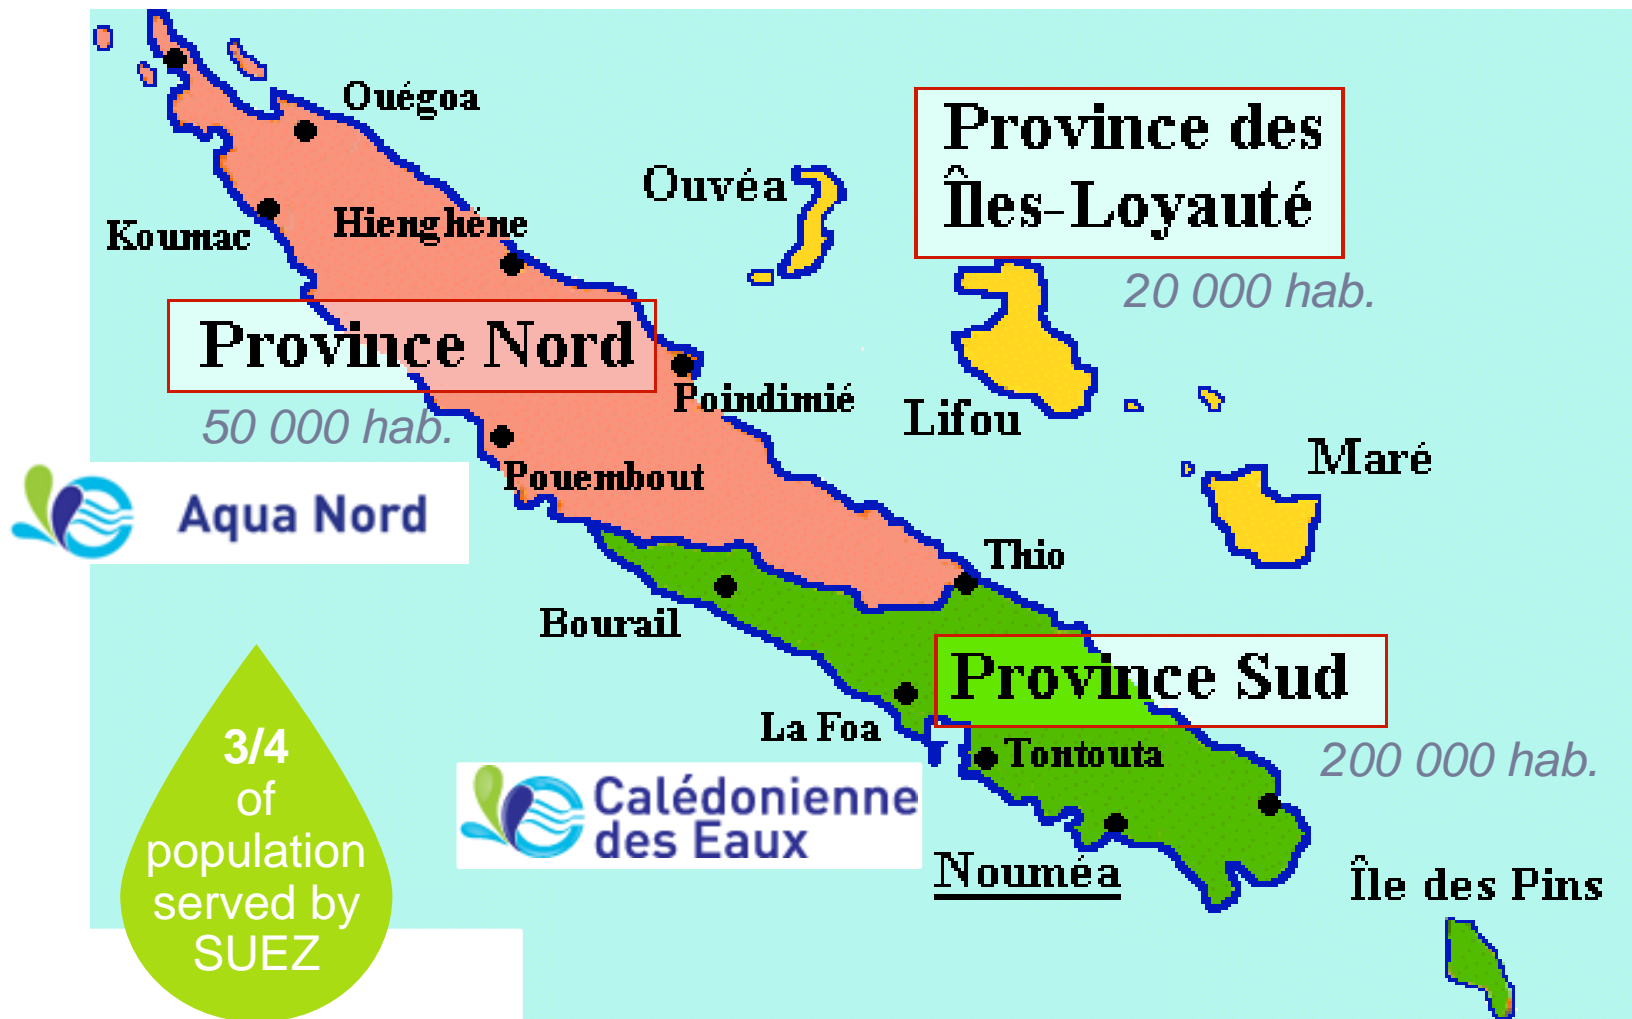 Ouégoa
Province des
Îles-Loyauté
Ouvéa
Hienghéne
Koumac
20 000 hab.
Province Nord
Poindimié
Lifou
50 000 hab.
Maré
Pouembout
Aqua Nord
Thio
Bourail
Province Sud
La Foa
Tontouta
200 000 hab.
3/4
of
population
served by
SUEZ
Calédonienne
des Eaux
Nouméa
Île des Pins